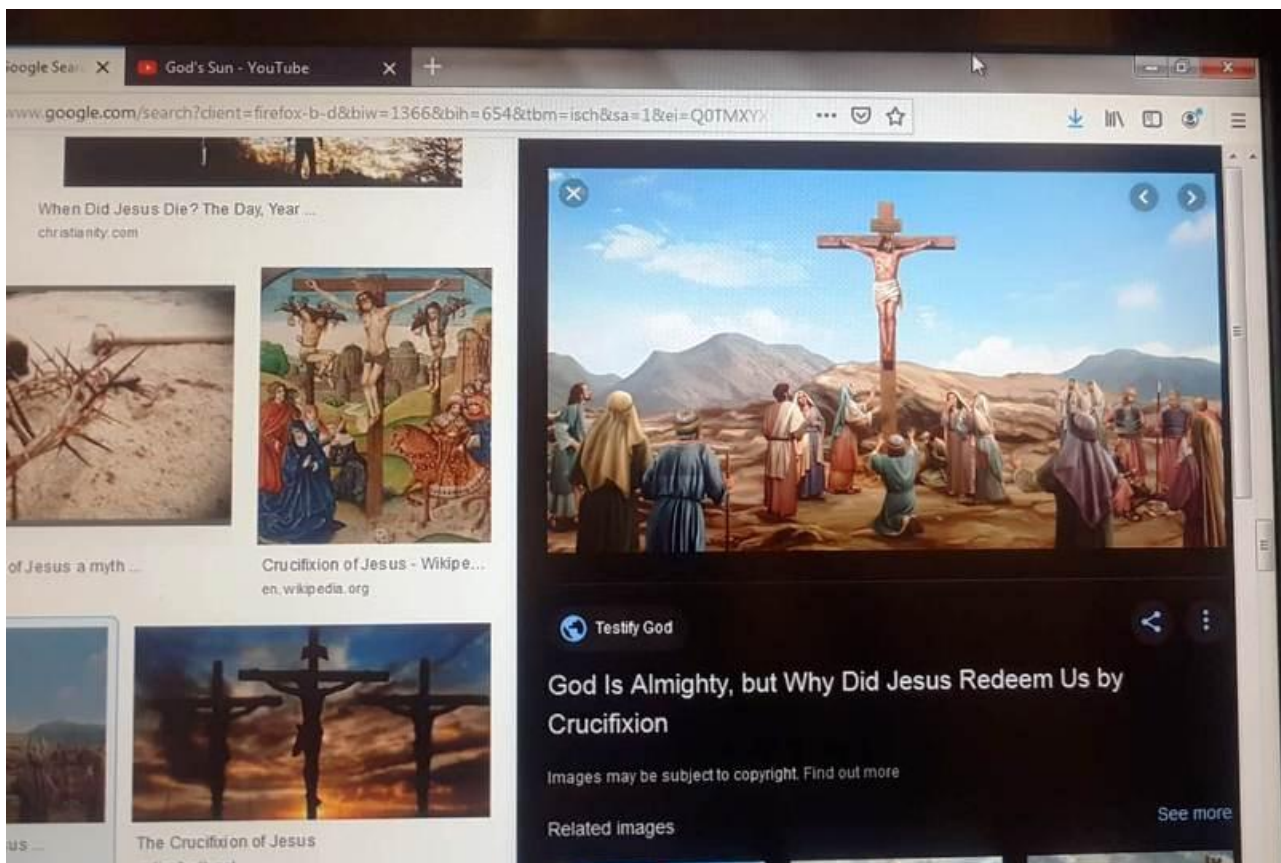 Google Sear
God's Sun - YouTube
www.google.com/search?client=firefox-b-d&biw=1366&bih=654&tbm=isch&sa=1&ei=Q0TMXYX
When Did Jesus Die? The Day, Year ...
christianity.com
of Jesus a myth ...
Crucifixion of Jesus - Wikipe...
en.wikipedia.org
Testify God
God Is Almighty, but Why Did Jesus Redeem Us by
Crucifixion
Images may be subject to copyright. Find out more
Related images
See more
sus ...
The Crucifixion of Jesus